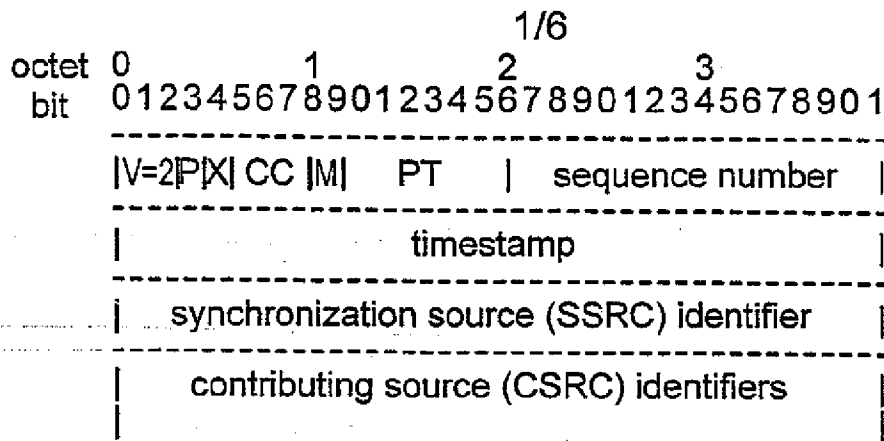 1/6
octet 0 1 2 3
bit 01234567890123456789012345678901
|V=2|P|X| CC |M| PT | sequence number |
| timestamp |
| synchronization source (SSRC) identifier |
| contributing source (CSRC) identifiers |